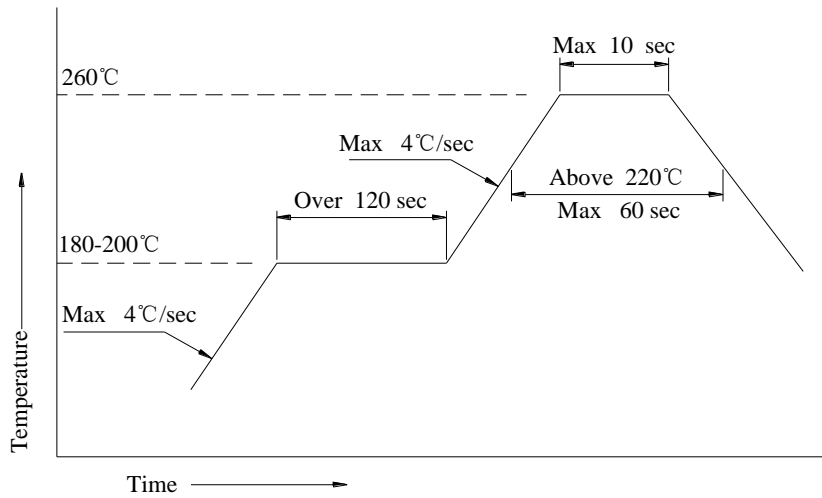 Max 10 sec
260℃
Max 4℃/sec
Above 220℃
Over 120 sec
Max 60 sec
180-200℃
Max 4℃/sec
Temperature
Time